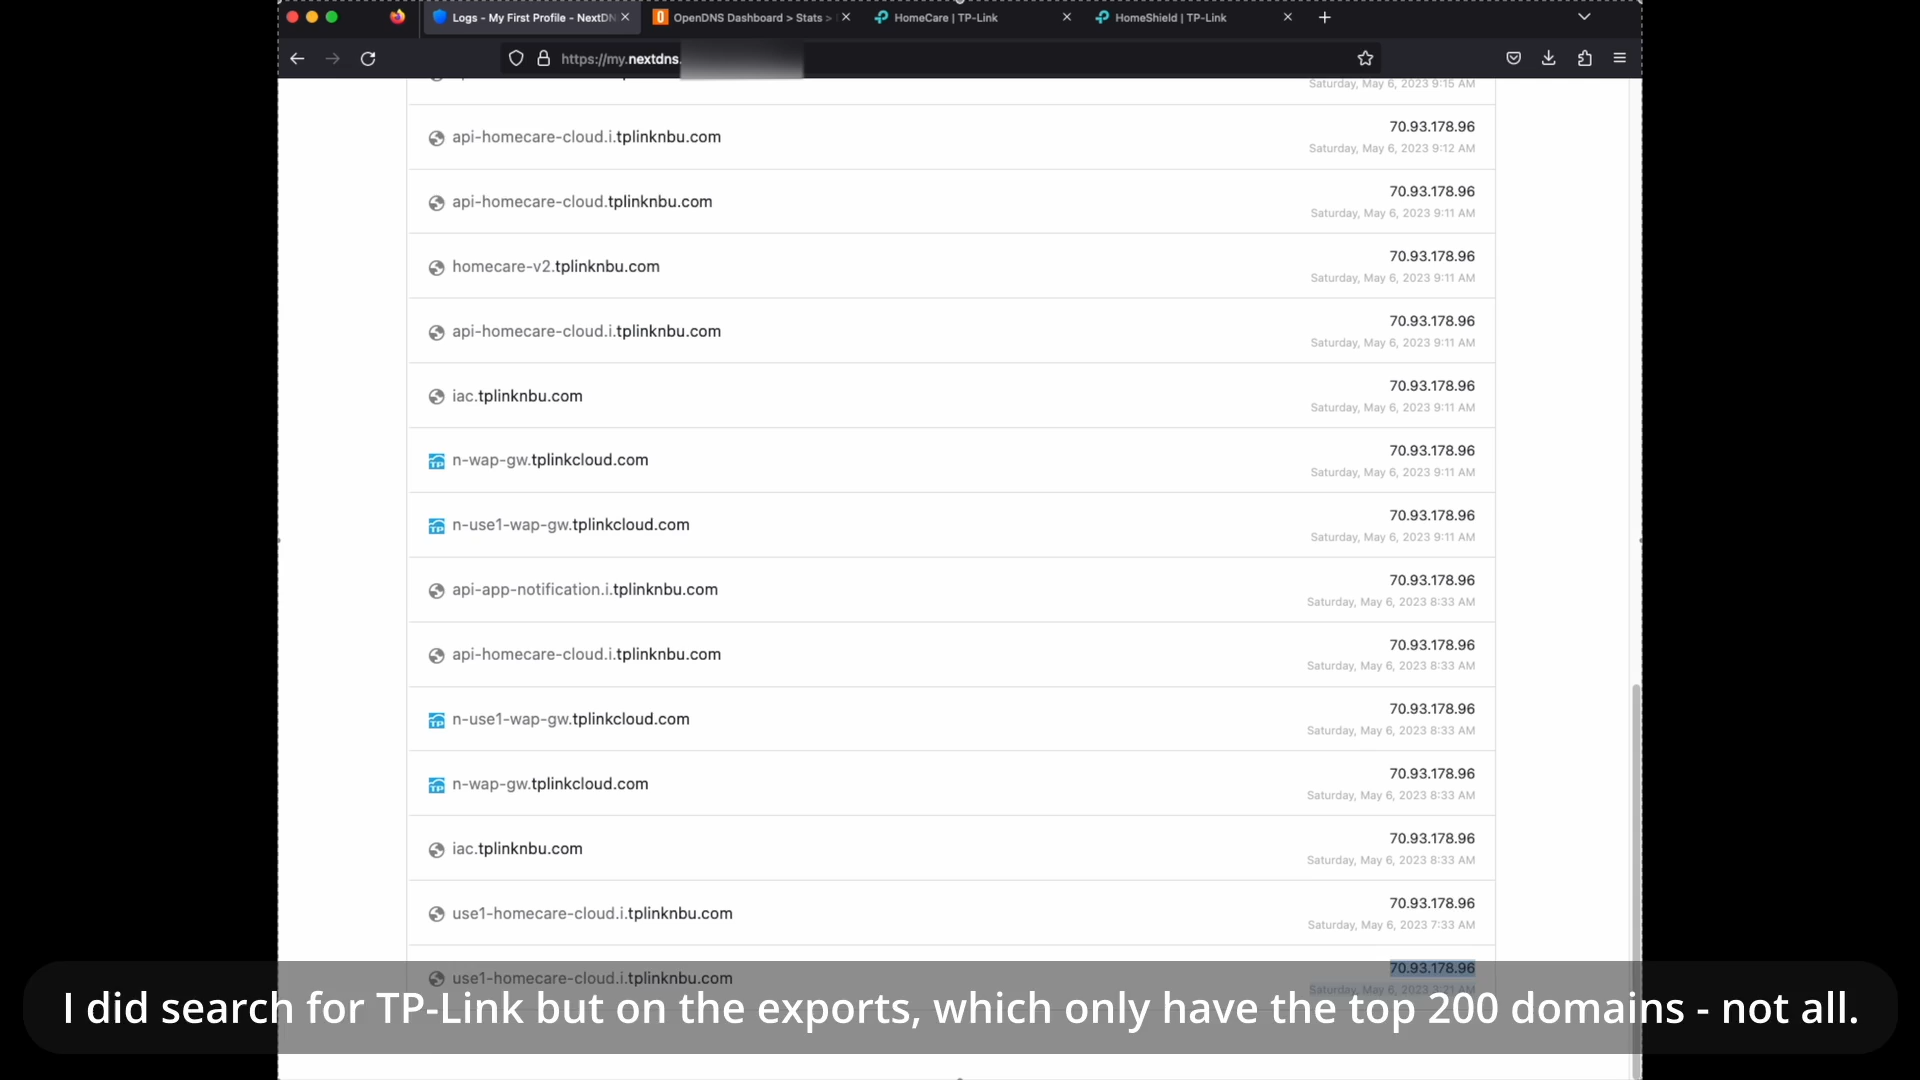 Logs - My First Profile - NextDN
OpenDNS Dashboard > Stats >
HomeCare | TP-Link
HomeShield | TP-Link
https://my.nextdns.
Saturday, May 6, 2023 9:15 AM
api-homecare-cloud.i.tplinknbu.com
70.93.178.96
Saturday, May 6, 2023 9:12 AM
api-homecare-cloud.tplinknbu.com
70.93.178.96
Saturday, May 6, 2023 9:11 AM
homecare-v2.tplinknbu.com
70.93.178.96
Saturday, May 6, 2023 9:11 AM
api-homecare-cloud.i.tplinknbu.com
70.93.178.96
Saturday, May 6, 2023 9:11 AM
iac.tplinknbu.com
70.93.178.96
Saturday, May 6, 2023 9:11 AM
n-wap-gw.tplinkcloud.com
70.93.178.96
Saturday, May 6, 2023 9:11 AM
n-use1-wap-gw.tplinkcloud.com
70.93.178.96
Saturday, May 6, 2023 9:11 AM
api-app-notification.i.tplinknbu.com
70.93.178.96
Saturday, May 6, 2023 8:33 AM
api-homecare-cloud.i.tplinknbu.com
70.93.178.96
Saturday, May 6, 2023 8:33 AM
n-use1-wap-gw.tplinkcloud.com
70.93.178.96
Saturday, May 6, 2023 8:33 AM
n-wap-gw.tplinkcloud.com
70.93.178.96
Saturday, May 6, 2023 8:33 AM
iac.tplinknbu.com
70.93.178.96
Saturday, May 6, 2023 8:33 AM
use1-homecare-cloud.i.tplinknbu.com
70.93.178.96
Saturday, May 6, 2023 7:33 AM
use1-homecare-cloud.i.tplinknbu.com
70.93.178.96
Saturday, May 6, 2023 3:21 AM
I did search for TP-Link but on the exports, which only have the top 200 domains - not all.